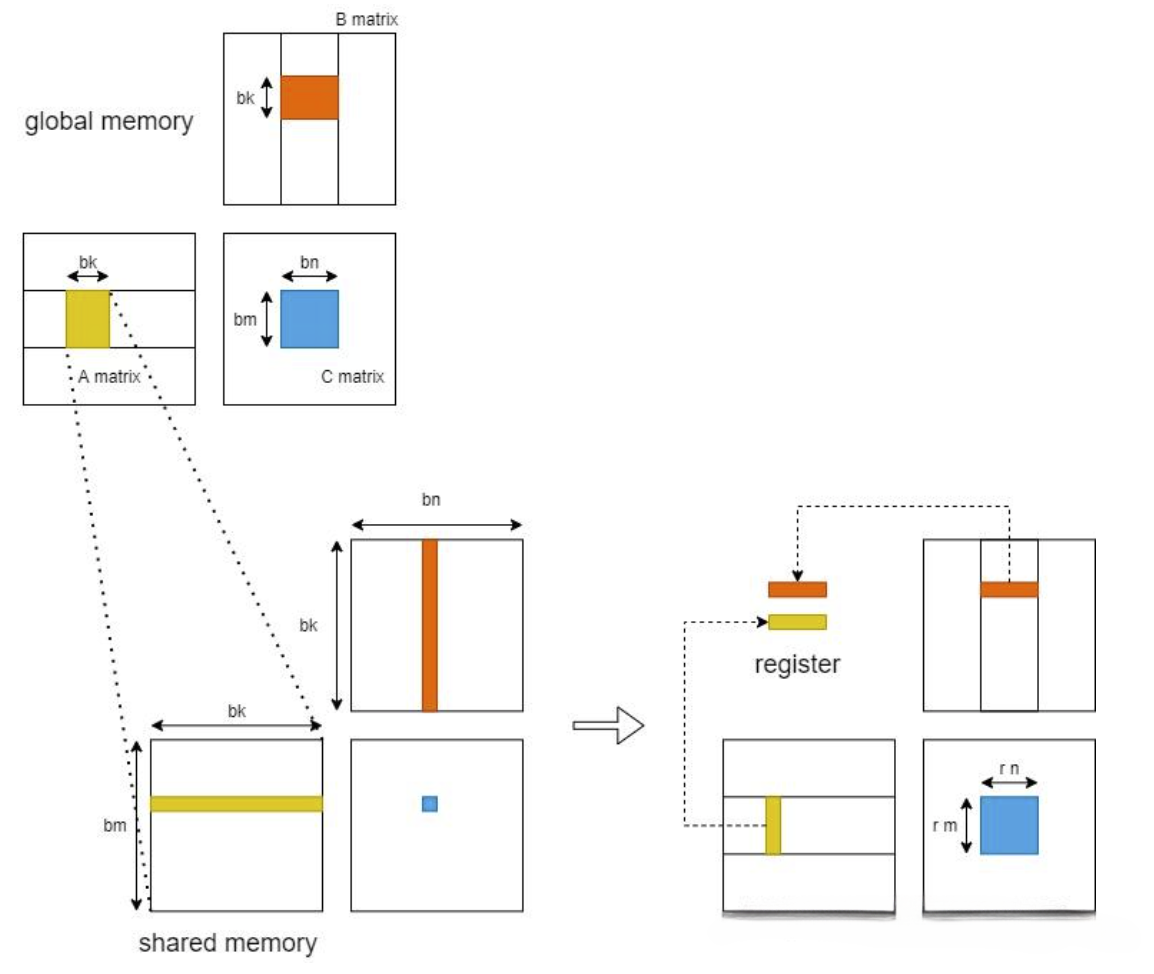 B matrix
bk
global memory
bk
bn
bm
A matrix
C matrix
bn
bk
register
bk
r n
bm
r m
shared memory